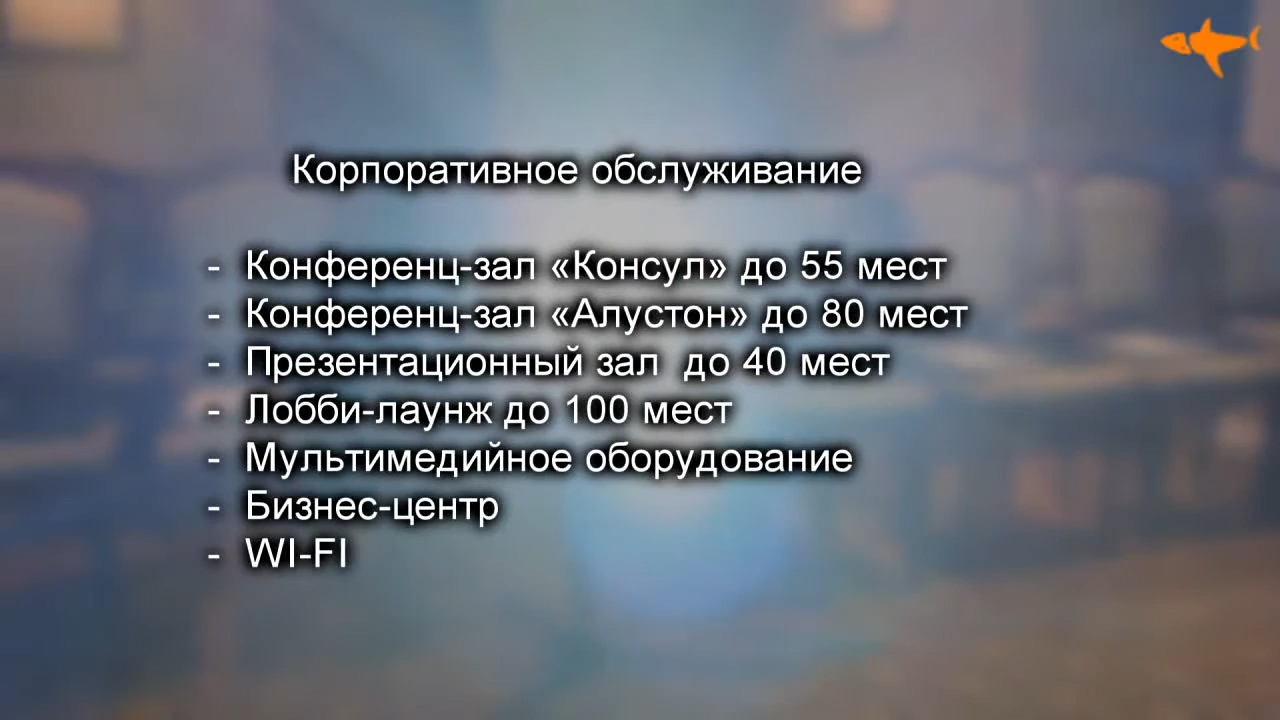 Корпоративное обслуживание
- Конференц-зал «Консул» до 55 мест
- Конференц-зал «Алустон» до 80 мест
- Презентационный зал до 40 мест
- Лобби-лаунж до 100 мест
- Мультимедийное оборудование
- Бизнес-центр
- WI-FI